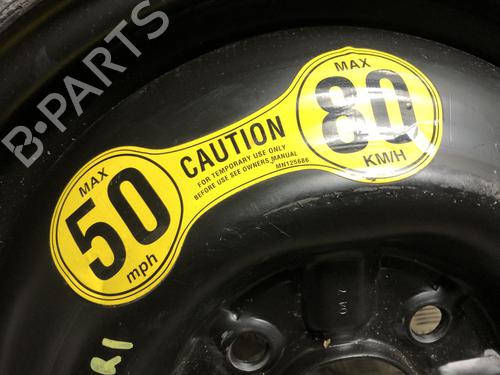 B-PARTS
MAX
50
mph
CAUTION
FOR TEMPORARY USE ONLY
BEFORE USE SEE OWNERS MANUAL
MN125686
MAX
80
KM/H